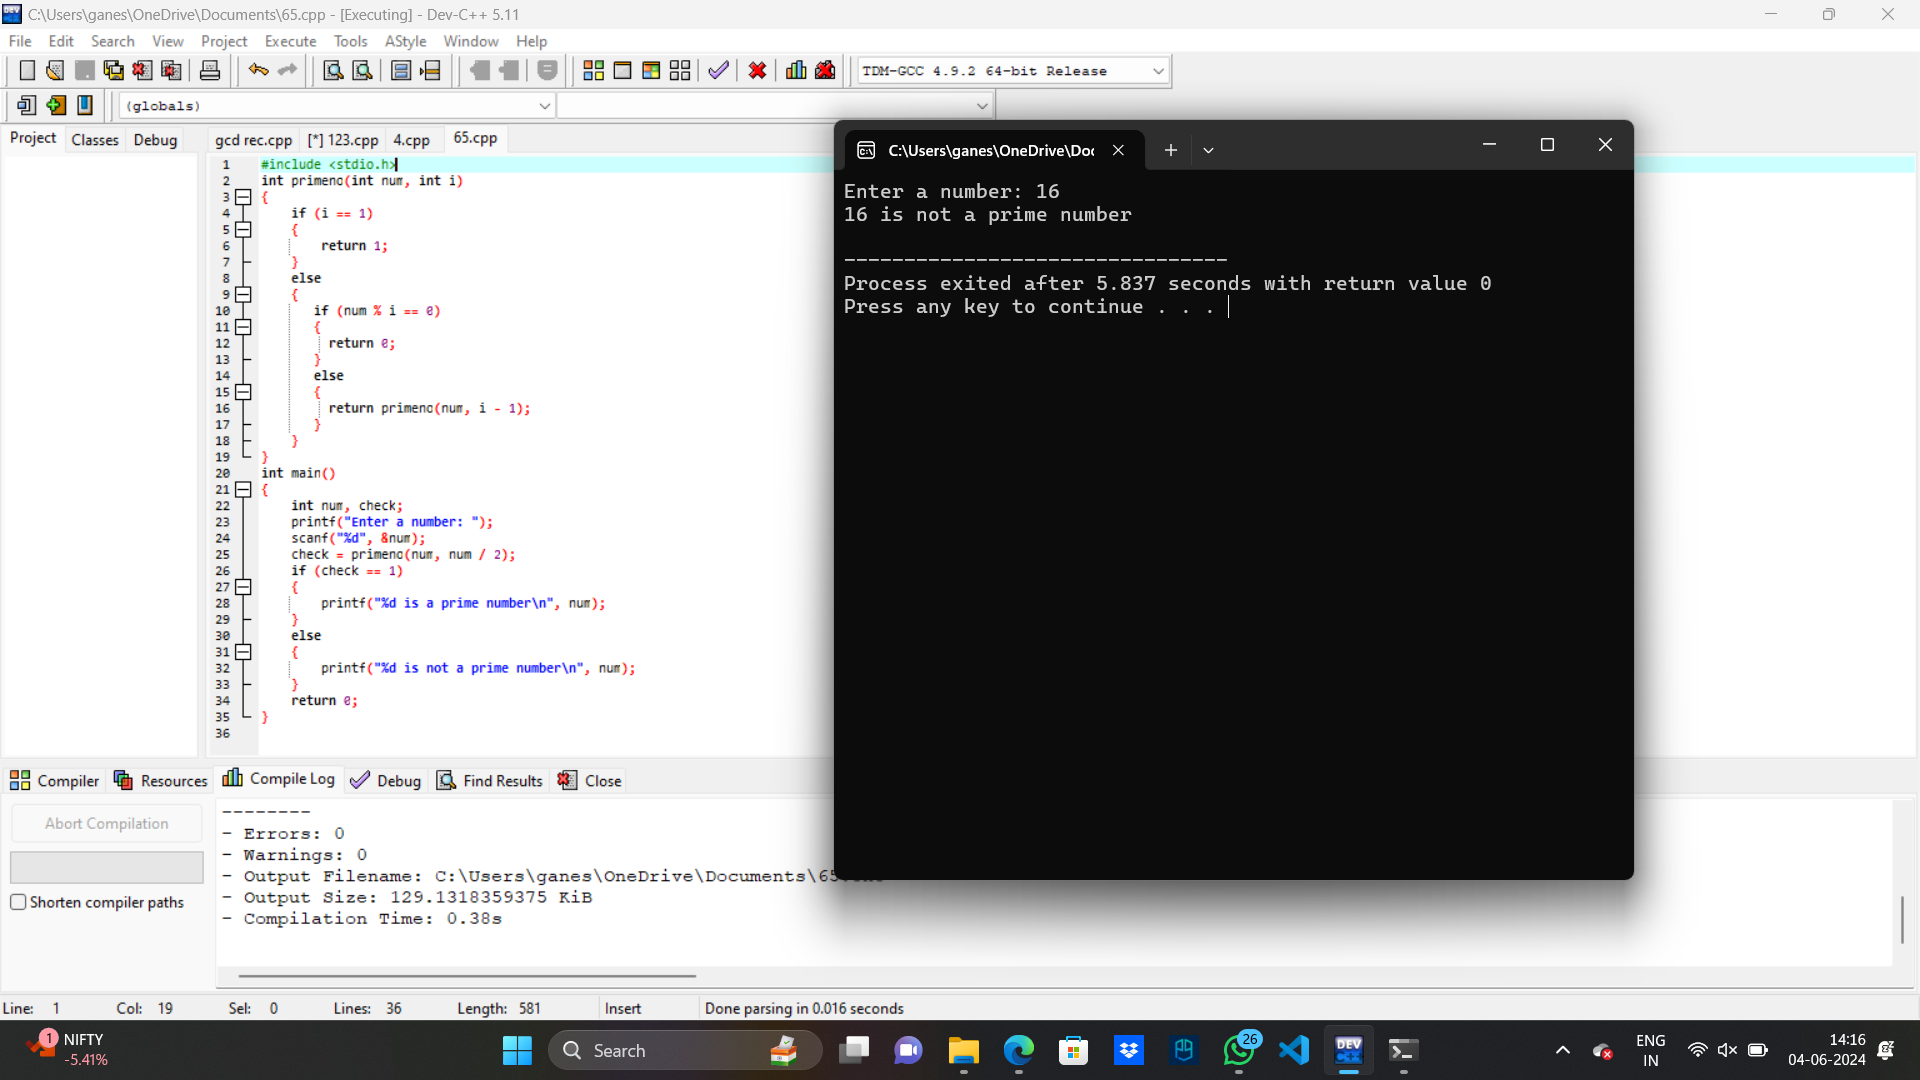 C:\Users\ganes\OneDrive\Documents\65.cpp - [Executing] - Dev-C++ 5.11
File Edit Search View Project Execute Tools AStyle Window Help
TDM-GCC 4.9.2 64-bit Release
(globals)
Project Classes Debug
gcd rec.cpp [*] 123.cpp 4.cpp 65.cpp
1 #include <stdio.h>
2 int primeno(int num, int i)
3 {
4 if (i == 1)
5 {
6 return 1;
7 }
8 else
9 {
10 if (num % i == 0)
11 {
12 return 0;
13 }
14 else
15 {
16 return primeno(num, i - 1);
17 }
18 }
19 }
20 int main()
21 {
22 int num, check;
23 printf("Enter a number: ");
24 scanf("%d", &num);
25 check = primeno(num, num / 2);
26 if (check == 1)
27 {
28 printf("%d is a prime number\n", num);
29 }
30 else
31 {
32 printf("%d is not a prime number\n", num);
33 }
34 return 0;
35 }
36
C:\Users\ganes\OneDrive\Doc
Enter a number: 16
16 is not a prime number
--------------------------------
Process exited after 5.837 seconds with return value 0
Press any key to continue . . .
Compiler Resources Compile Log Debug Find Results Close
Abort Compilation
Shorten compiler paths
--------
- Errors: 0
- Warnings: 0
- Output Filename: C:\Users\ganes\OneDrive\Documents\65.exe
- Output Size: 129.1318359375 KiB
- Compilation Time: 0.38s
Line: 1 Col: 19 Sel: 0 Lines: 36 Length: 581 Insert Done parsing in 0.016 seconds
1 NIFTY
-5.41%
Search
26
DEV
C++
ENG
IN
14:16
04-06-2024